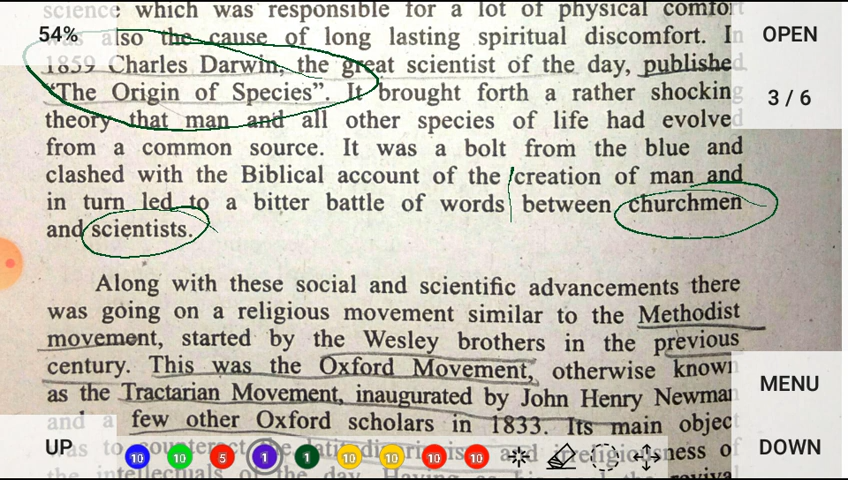 science which was responsible for a lot of physical comfort
54% was also the cause of long lasting spiritual discomfort. In OPEN
1859 Charles Darwin, the great scientist of the day, published
"The Origin of Species". It brought forth a rather shocking 3 / 6
theory that man and all other species of life had evolved
from a common source. It was a bolt from the blue and
clashed with the Biblical account of the creation of man and
in turn led to a bitter battle of words between churchmen
and scientists.
Along with these social and scientific advancements there
was going on a religious movement similar to the Methodist
movement, started by the Wesley brothers in the previous
century. This was the Oxford Movement, otherwise known
as the Tractarian Movement, inaugurated by John Henry Newman MENU
and a few other Oxford scholars in 1833. Its main object
UP was to counteract the latitudinarianism and irreligiousness of DOWN
10 10 5 1 1 10 10 10 10
the intellectuals of the day. Having as his end the revival